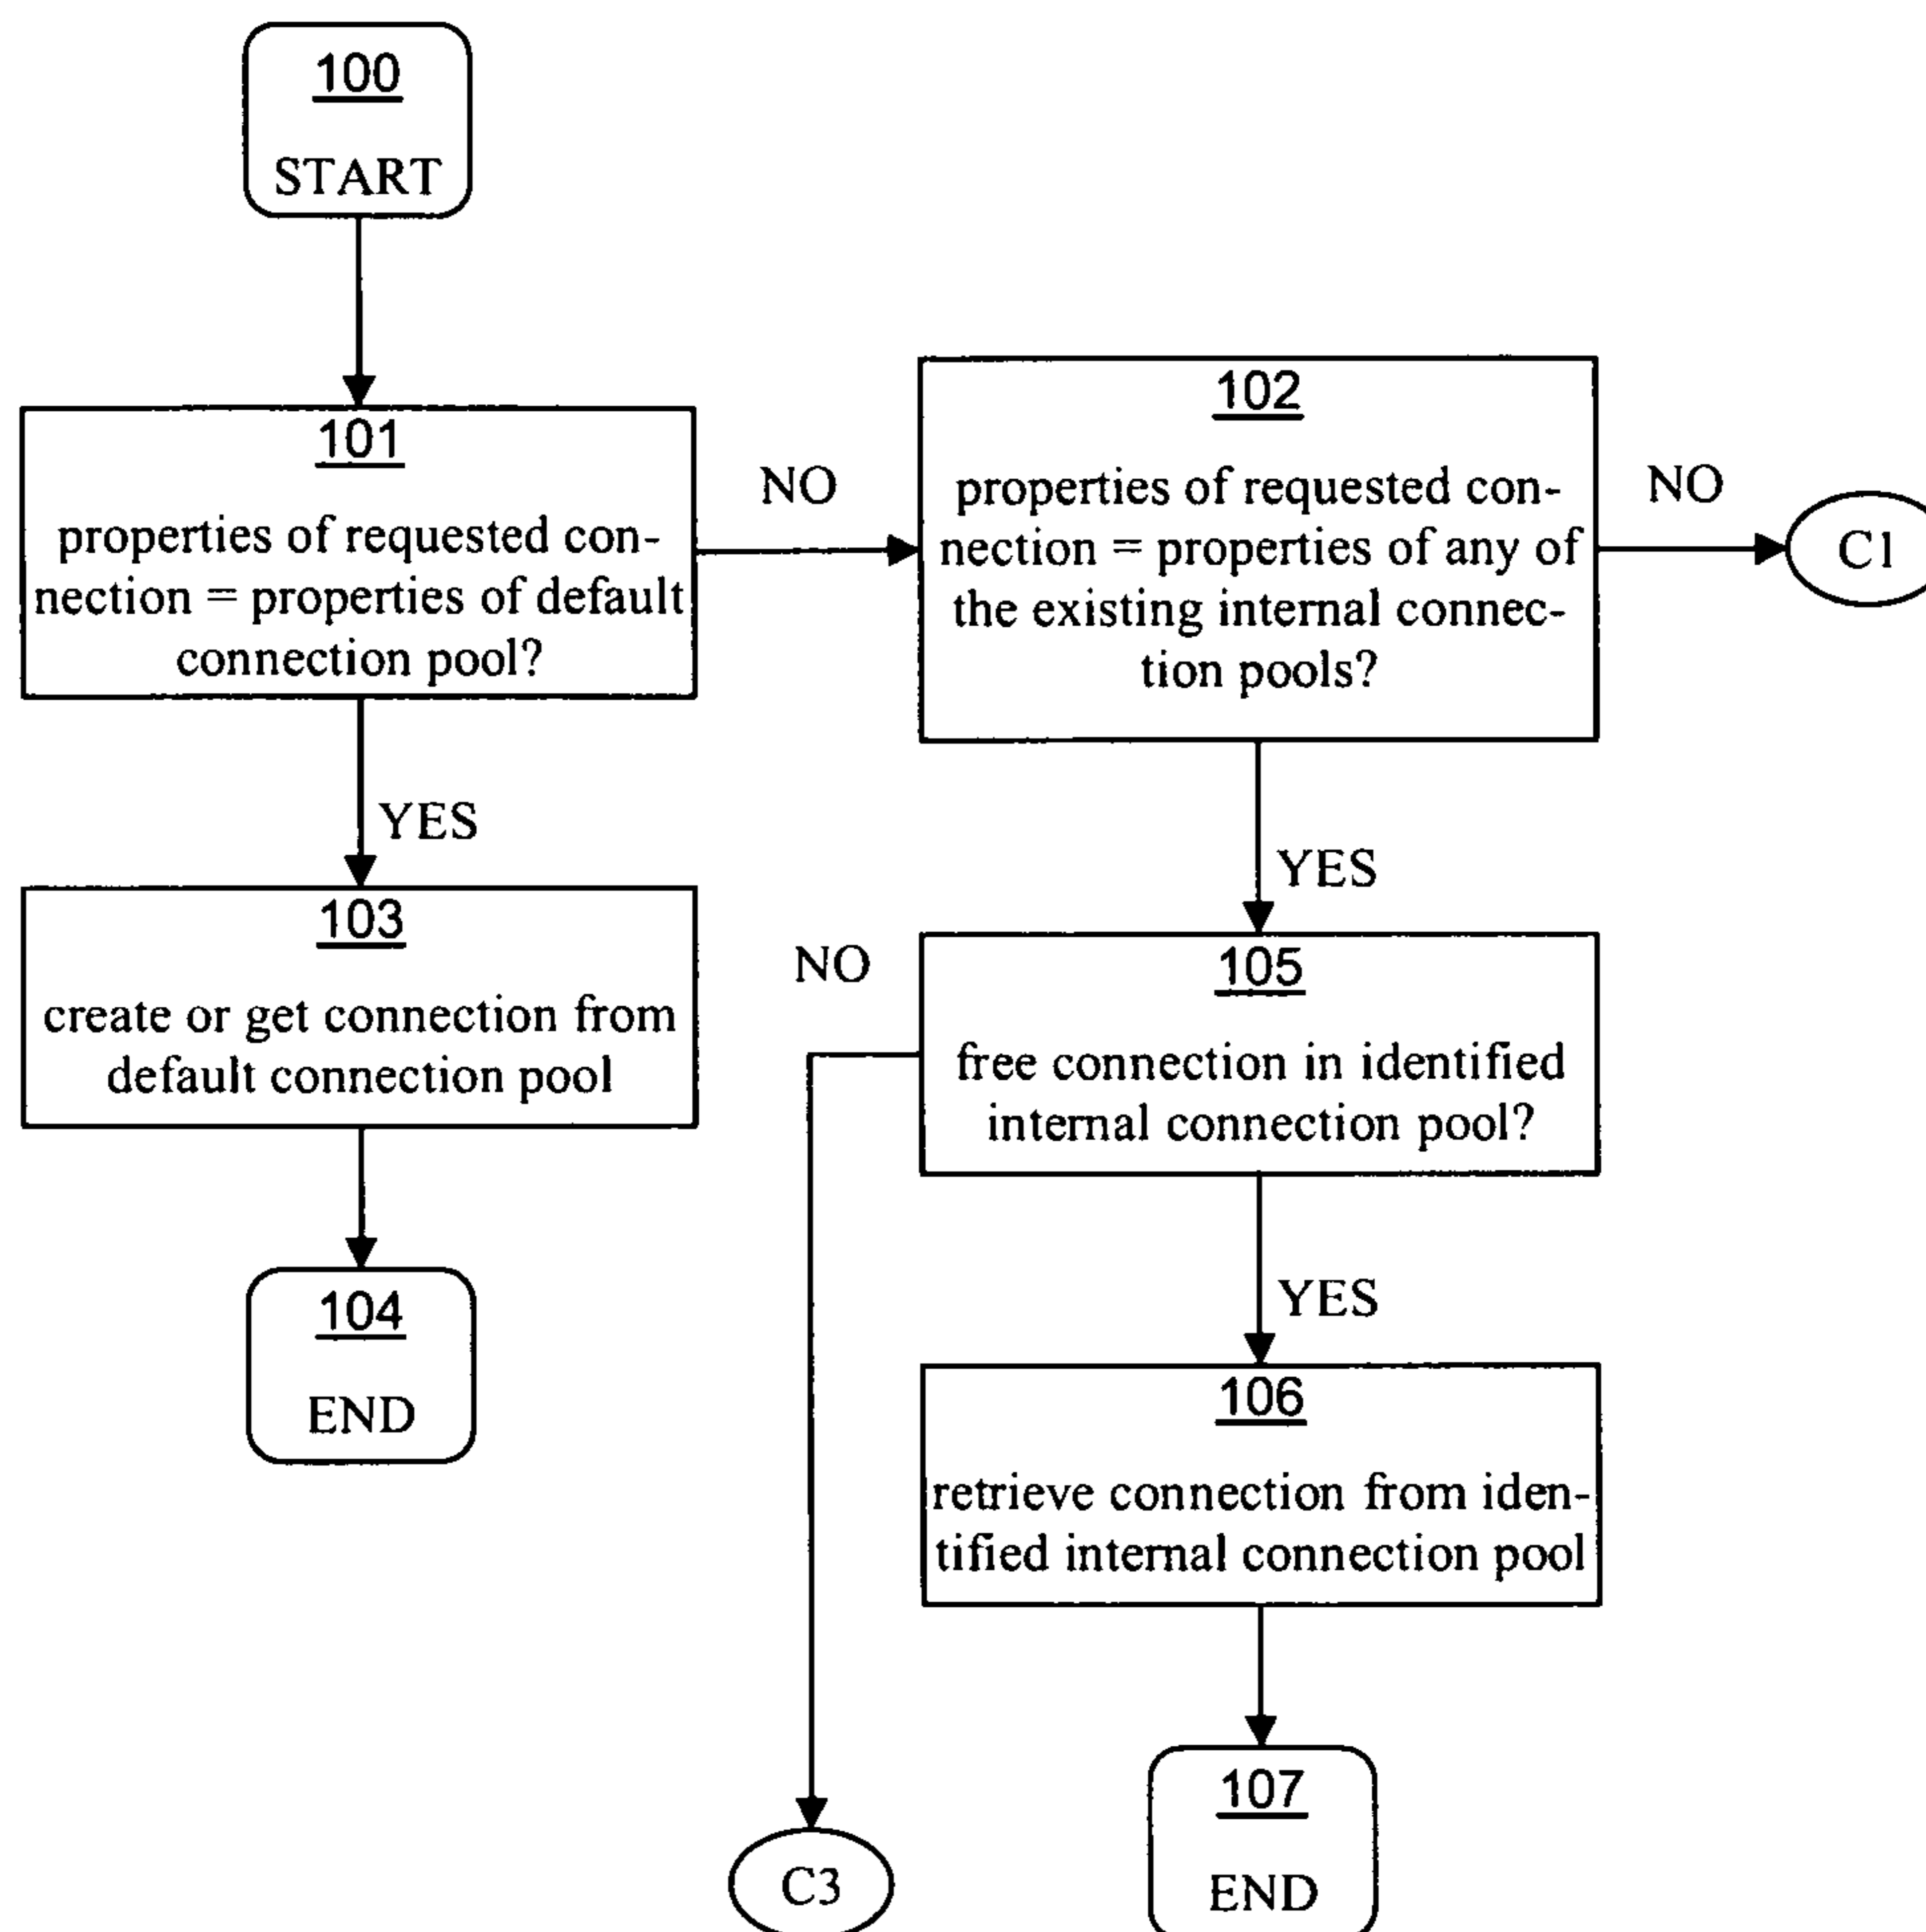 100
START
101
properties of requested con-
nection = properties of default
connection pool?
NO
102
properties of requested con-
nection = properties of any of
the existing internal connec-
tion pools?
NO
C1
YES
103
create or get connection from
default connection pool
104
END
YES
105
free connection in identified
internal connection pool?
NO
YES
106
retrieve connection from iden-
tified internal connection pool
107
END
C3